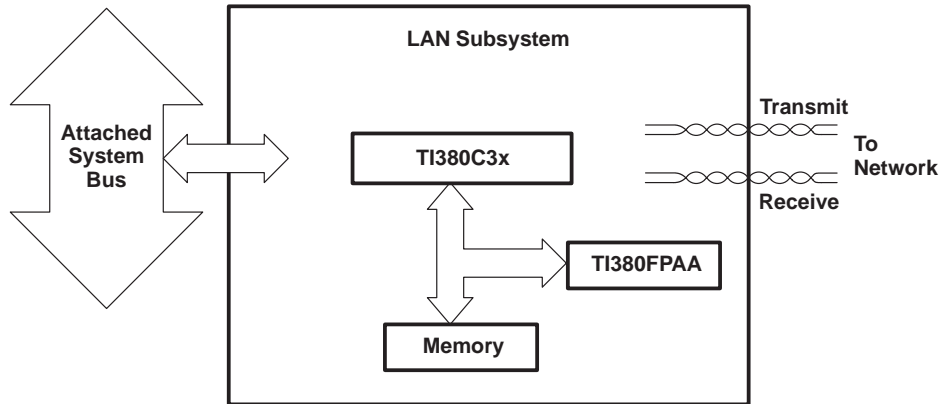 LAN Subsystem
Attached
System
Bus
TI380C3x
Transmit
To
Network
Receive
TI380FPAA
Memory